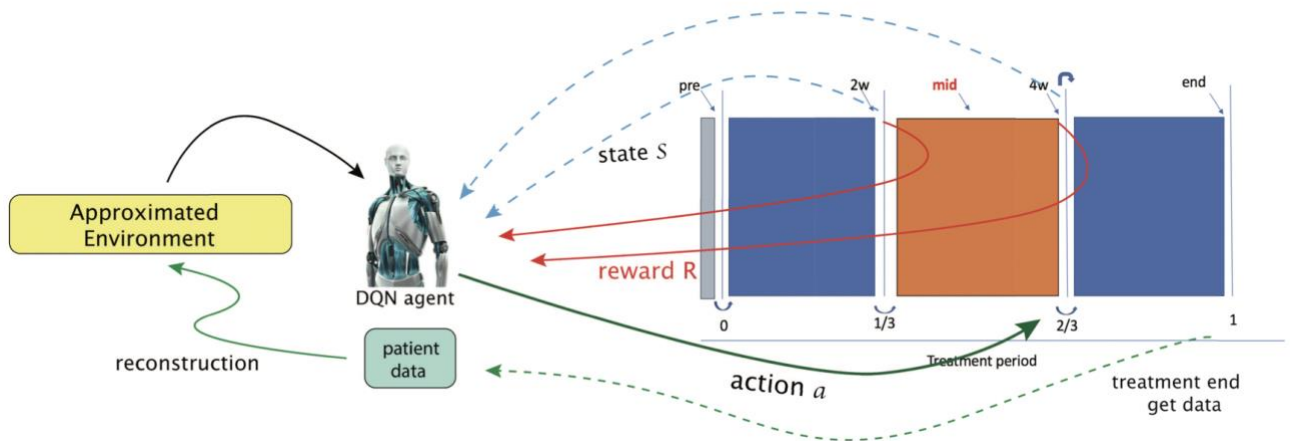 pre
2w
mid
4w
end
state S
Approximated
Environment
reward R
DQN agent
0
1/3
2/3
1
patient
data
reconstruction
Treatment period
action a
treatment end
get data